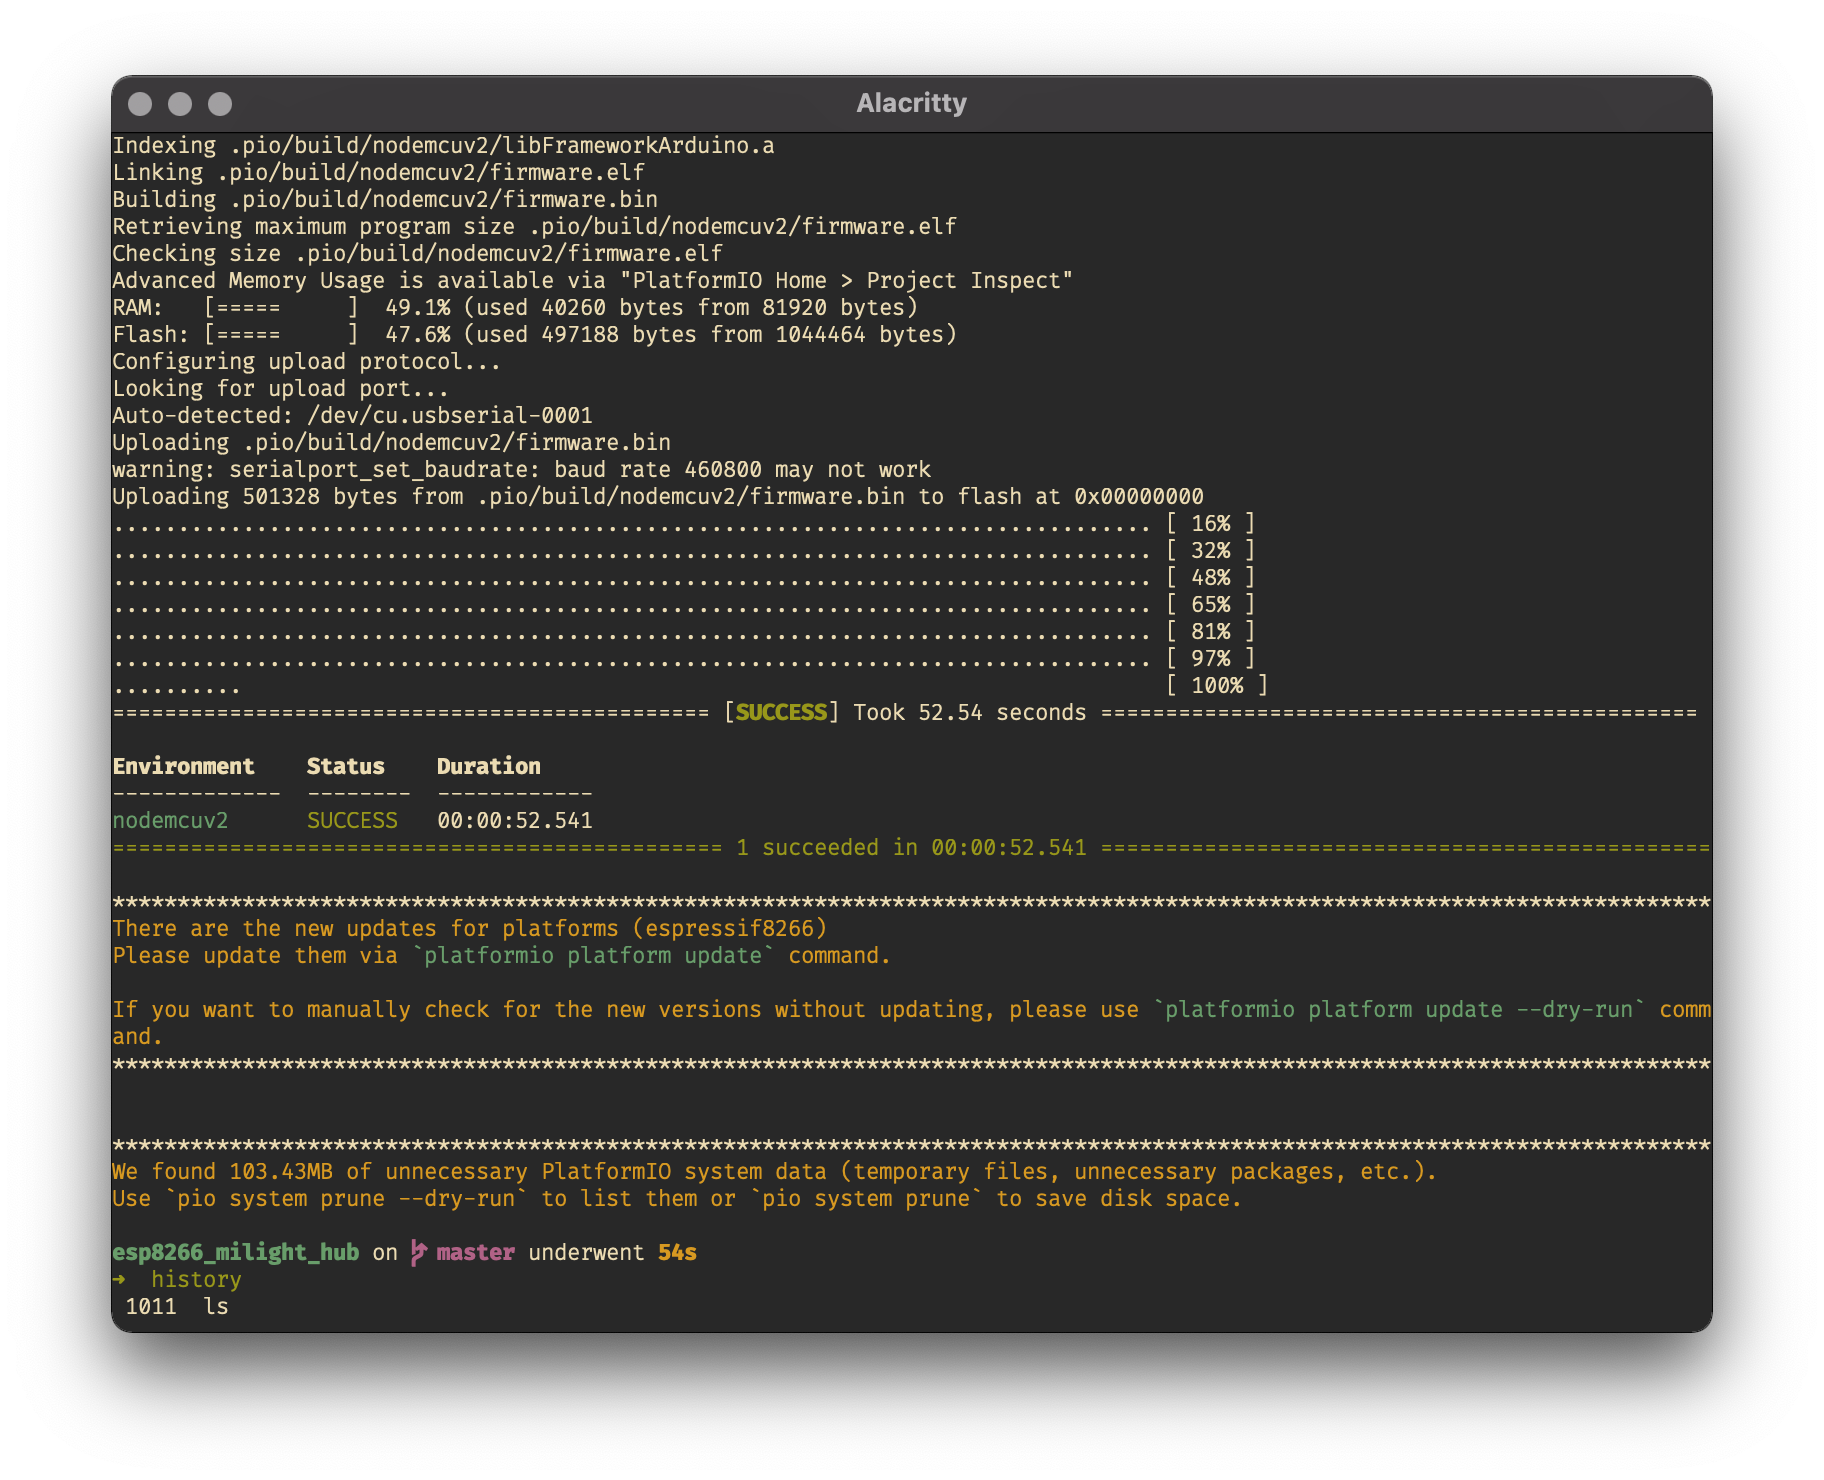 Alacritty
Indexing .pio/build/nodemcuv2/libFrameworkArduino.a
Linking .pio/build/nodemcuv2/firmware.elf
Building .pio/build/nodemcuv2/firmware.bin
Retrieving maximum program size .pio/build/nodemcuv2/firmware.elf
Checking size .pio/build/nodemcuv2/firmware.elf
Advanced Memory Usage is available via "PlatformIO Home > Project Inspect"
RAM:   [=====     ]  49.1% (used 40260 bytes from 81920 bytes)
Flash: [=====     ]  47.6% (used 497188 bytes from 1044464 bytes)
Configuring upload protocol...
Looking for upload port...
Auto-detected: /dev/cu.usbserial-0001
Uploading .pio/build/nodemcuv2/firmware.bin
warning: serialport_set_baudrate: baud rate 460800 may not work
Uploading 501328 bytes from .pio/build/nodemcuv2/firmware.bin to flash at 0x00000000
................................................................................ [ 16% ]
................................................................................ [ 32% ]
................................................................................ [ 48% ]
................................................................................ [ 65% ]
................................................................................ [ 81% ]
................................................................................ [ 97% ]
..........                                                                       [ 100% ]
============================================== [SUCCESS] Took 52.54 seconds ==============================================
Environment    Status    Duration
-------------  --------  ------------
nodemcuv2      SUCCESS   00:00:52.541
=============================================== 1 succeeded in 00:00:52.541 ===============================================
***************************************************************************************************************************
There are the new updates for platforms (espressif8266)
Please update them via `platformio platform update` command.
If you want to manually check for the new versions without updating, please use `platformio platform update --dry-run` comm
and.
***************************************************************************************************************************
***************************************************************************************************************************
We found 103.43MB of unnecessary PlatformIO system data (temporary files, unnecessary packages, etc.).
Use `pio system prune --dry-run` to list them or `pio system prune` to save disk space.
esp8266_milight_hub on master underwent 54s
➜  history
 1011  ls